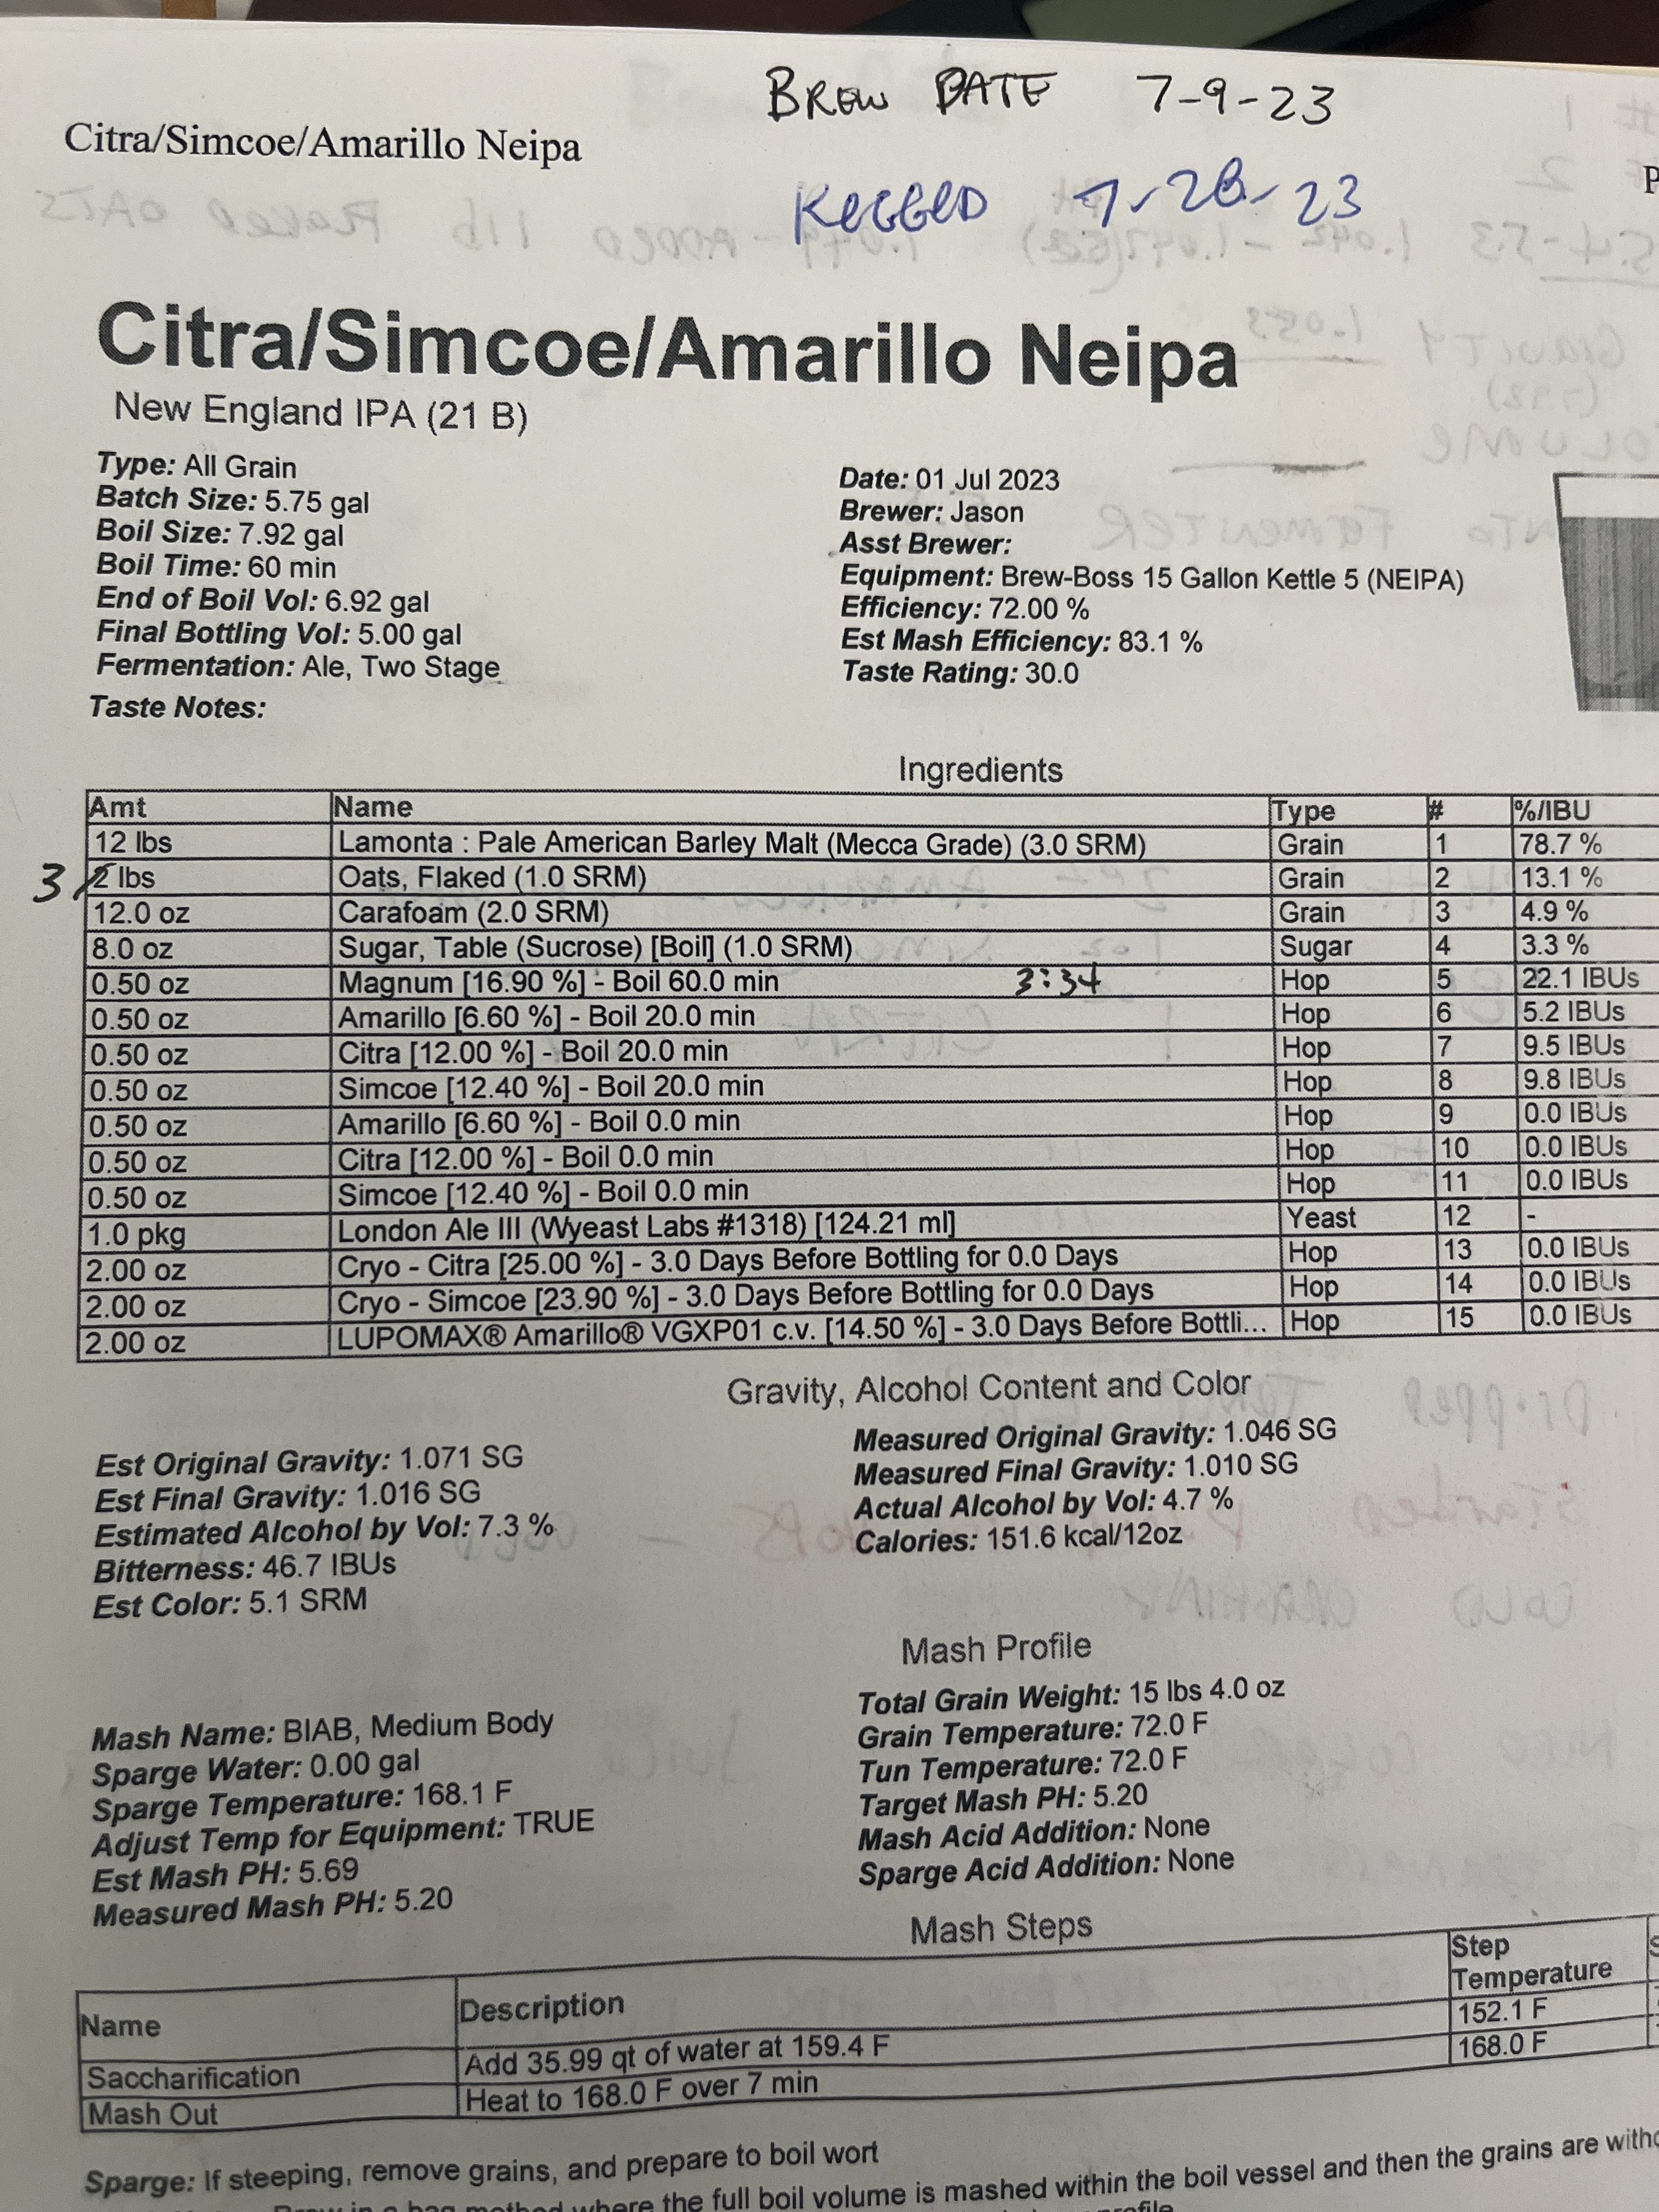 BREW DATE 7-9-23
Citra/Simcoe/Amarillo Neipa
KEGGED 7-28-23
Citra/Simcoe/Amarillo Neipa
New England IPA (21 B)
Type: All Grain
Batch Size: 5.75 gal
Boil Size: 7.92 gal
Boil Time: 60 min
End of Boil Vol: 6.92 gal
Final Bottling Vol: 5.00 gal
Fermentation: Ale, Two Stage
Taste Notes:
Date: 01 Jul 2023
Brewer: Jason
Asst Brewer:
Equipment: Brew-Boss 15 Gallon Kettle 5 (NEIPA)
Efficiency: 72.00 %
Est Mash Efficiency: 83.1 %
Taste Rating: 30.0
Ingredients
Amt Name Type # %/IBU
12 lbs Lamonta : Pale American Barley Malt (Mecca Grade) (3.0 SRM) Grain 1 78.7 %
3 2 lbs Oats, Flaked (1.0 SRM) Grain 2 13.1 %
12.0 oz Carafoam (2.0 SRM) Grain 3 4.9 %
8.0 oz Sugar, Table (Sucrose) [Boil] (1.0 SRM) Sugar 4 3.3 %
0.50 oz Magnum [16.90 %] - Boil 60.0 min 3:34 Hop 5 22.1 IBUs
0.50 oz Amarillo [6.60 %] - Boil 20.0 min Hop 6 5.2 IBUs
0.50 oz Citra [12.00 %] - Boil 20.0 min Hop 7 9.5 IBUs
0.50 oz Simcoe [12.40 %] - Boil 20.0 min Hop 8 9.8 IBUs
0.50 oz Amarillo [6.60 %] - Boil 0.0 min Hop 9 0.0 IBUs
0.50 oz Citra [12.00 %] - Boil 0.0 min Hop 10 0.0 IBUs
0.50 oz Simcoe [12.40 %] - Boil 0.0 min Hop 11 0.0 IBUs
1.0 pkg London Ale III (Wyeast Labs #1318) [124.21 ml] Yeast 12 -
2.00 oz Cryo - Citra [25.00 %] - 3.0 Days Before Bottling for 0.0 Days Hop 13 0.0 IBUs
2.00 oz Cryo - Simcoe [23.90 %] - 3.0 Days Before Bottling for 0.0 Days Hop 14 0.0 IBUs
2.00 oz LUPOMAX® Amarillo® VGXP01 c.v. [14.50 %] - 3.0 Days Before Bottli... Hop 15 0.0 IBUs
Gravity, Alcohol Content and Color
Est Original Gravity: 1.071 SG
Est Final Gravity: 1.016 SG
Estimated Alcohol by Vol: 7.3 %
Bitterness: 46.7 IBUs
Est Color: 5.1 SRM
Measured Original Gravity: 1.046 SG
Measured Final Gravity: 1.010 SG
Actual Alcohol by Vol: 4.7 %
Calories: 151.6 kcal/12oz
Mash Profile
Mash Name: BIAB, Medium Body
Sparge Water: 0.00 gal
Sparge Temperature: 168.1 F
Adjust Temp for Equipment: TRUE
Est Mash PH: 5.69
Measured Mash PH: 5.20
Total Grain Weight: 15 lbs 4.0 oz
Grain Temperature: 72.0 F
Tun Temperature: 72.0 F
Target Mash PH: 5.20
Mash Acid Addition: None
Sparge Acid Addition: None
Mash Steps
Name Description Step Temperature
Saccharification Add 35.99 qt of water at 159.4 F 152.1 F
Mash Out Heat to 168.0 F over 7 min 168.0 F
Sparge: If steeping, remove grains, and prepare to boil wort
where the full boil volume is mashed within the boil vessel and then the grains are